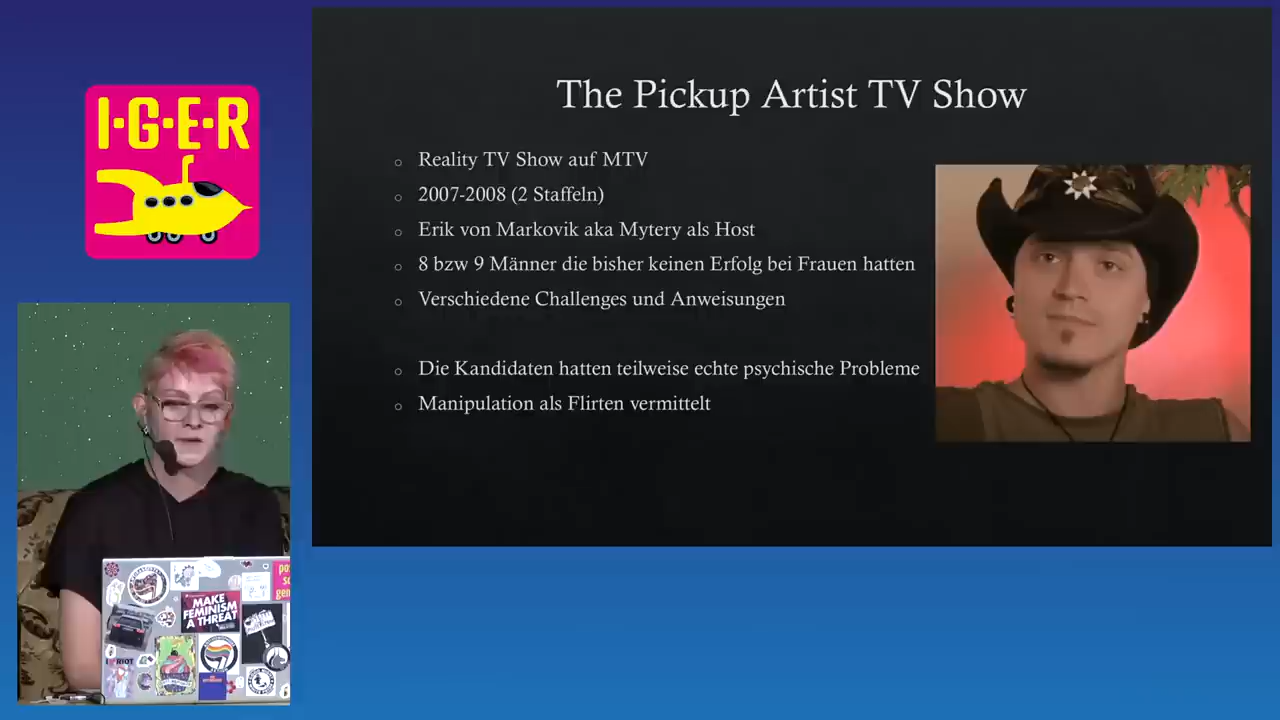 I·G·E·R
The Pickup Artist TV Show
Reality TV Show auf MTV
2007-2008 (2 Staffeln)
Erik von Markovik aka Mytery als Host
8 bzw 9 Männer die bisher keinen Erfolg bei Frauen hatten
Verschiedene Challenges und Anweisungen
Die Kandidaten hatten teilweise echte psychische Probleme
Manipulation als Flirten vermittelt
MAKE
FEMINISM
A THREAT
RIOT